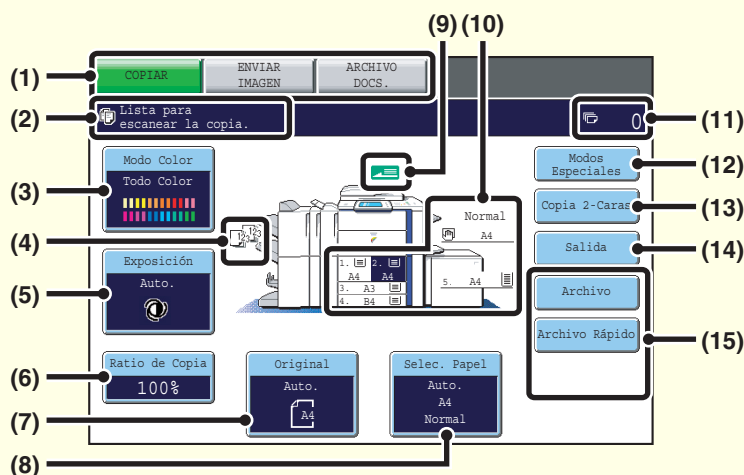 (9) (10)
(1)
COPIAR
ENVIAR
IMAGEN
ARCHIVO
DOCS.
(2)
Lista para
escanear la copia.
0
(11)
Modo Color
Todo Color
(3)
(4)
123
123
Normal
A4
Modos
Especiales
(12)
Copia 2-Caras
(13)
Salida
(14)
Exposición
Auto.
(5)
1.
A4
2.
A4
3. A3
4. B4
5. A4
Archivo
Archivo Rápido
(15)
Ratio de Copia
100%
(6)
Original
Auto.
A4
(7)
Selec. Papel
Auto.
A4
Normal
(8)